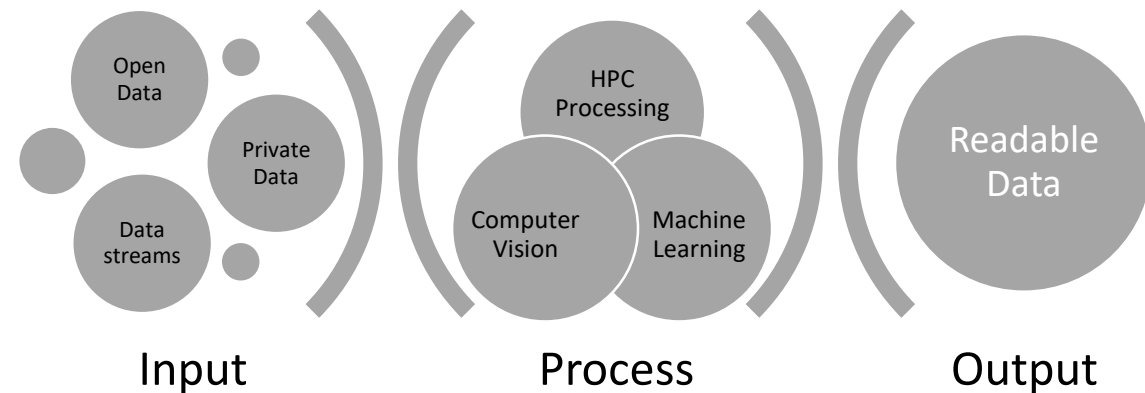 Open
Data
Private
Data
Data
streams
HPC
Processing
Computer
Vision
Machine
Learning
Readable
Data
Input
Process
Output